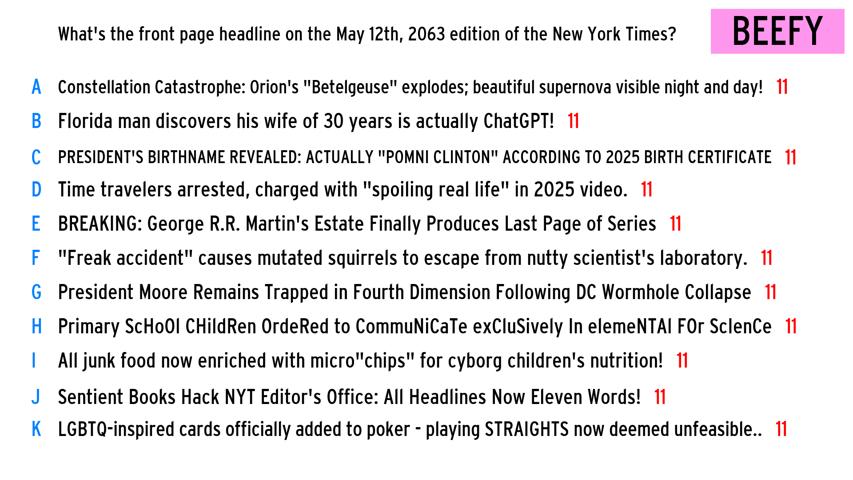 What's the front page headline on the May 12th, 2063 edition of the New York Times?
BEEFY
A Constellation Catastrophe: Orion's "Betelgeuse" explodes; beautiful supernova visible night and day! 11
B Florida man discovers his wife of 30 years is actually ChatGPT! 11
C PRESIDENT'S BIRTHNAME REVEALED: ACTUALLY "POMNI CLINTON" ACCORDING TO 2025 BIRTH CERTIFICATE 11
D Time travelers arrested, charged with "spoiling real life" in 2025 video. 11
E BREAKING: George R.R. Martin's Estate Finally Produces Last Page of Series 11
F "Freak accident" causes mutated squirrels to escape from nutty scientist's laboratory. 11
G President Moore Remains Trapped in Fourth Dimension Following DC Wormhole Collapse 11
H Primary ScHoOl CHildRen OrdeRed to CommuNiCaTe exCluSively In elemeNTAl FOr ScIenCe 11
I All junk food now enriched with micro"chips" for cyborg children's nutrition! 11
J Sentient Books Hack NYT Editor's Office: All Headlines Now Eleven Words! 11
K LGBTQ-inspired cards officially added to poker - playing STRAIGHTS now deemed unfeasible.. 11